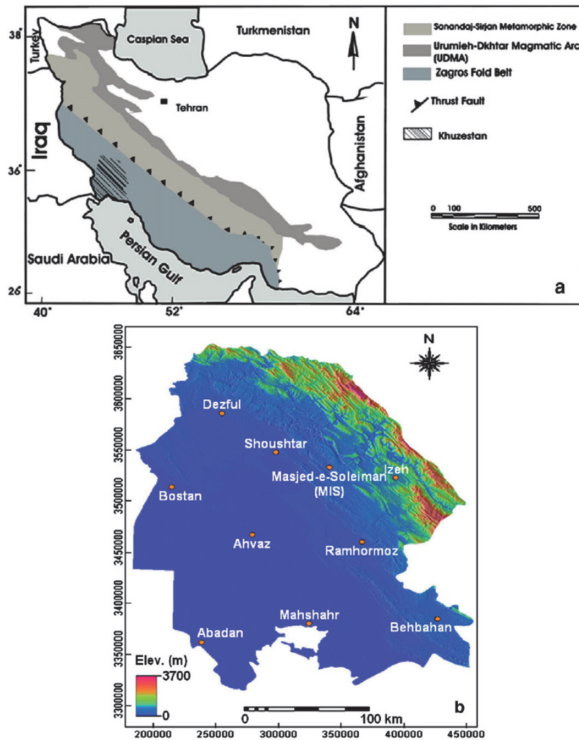 38°
36°
26°
40°
52°
64°
Turkey
Caspian Sea
Turkmenistan
N
Tehran
Iraq
Afghanistan
Saudi Arabia
Persian Gulf
Sanandaj-Sirjan Metamorphic Zone
Urumieh-Dkhtar Magmatic Arc
(UDMA)
Zagros Fold Belt
Thrust Fault
Khuzestan
0 100 500
Scale in Kilometers
a
3650000
3600000
3550000
3500000
3450000
3400000
3350000
3300000
N
Dezful
Shoushtar
Masjed-e-Soleiman
(MIS)
Izeh
Bostan
Ahvaz
Ramhormoz
Mahshahr
Behbahan
Abadan
Elev. (m)
3700
0
0 100 km
b
200000 250000 300000 350000 400000 450000